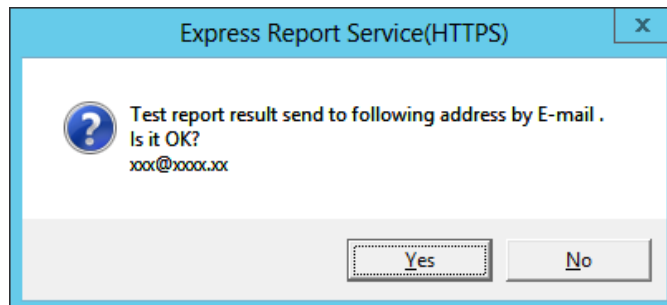 Express Report Service(HTTPS)
x
?
Test report result send to following address by E-mail .
Is it OK?
xxx@xxxx.xx
Yes
No